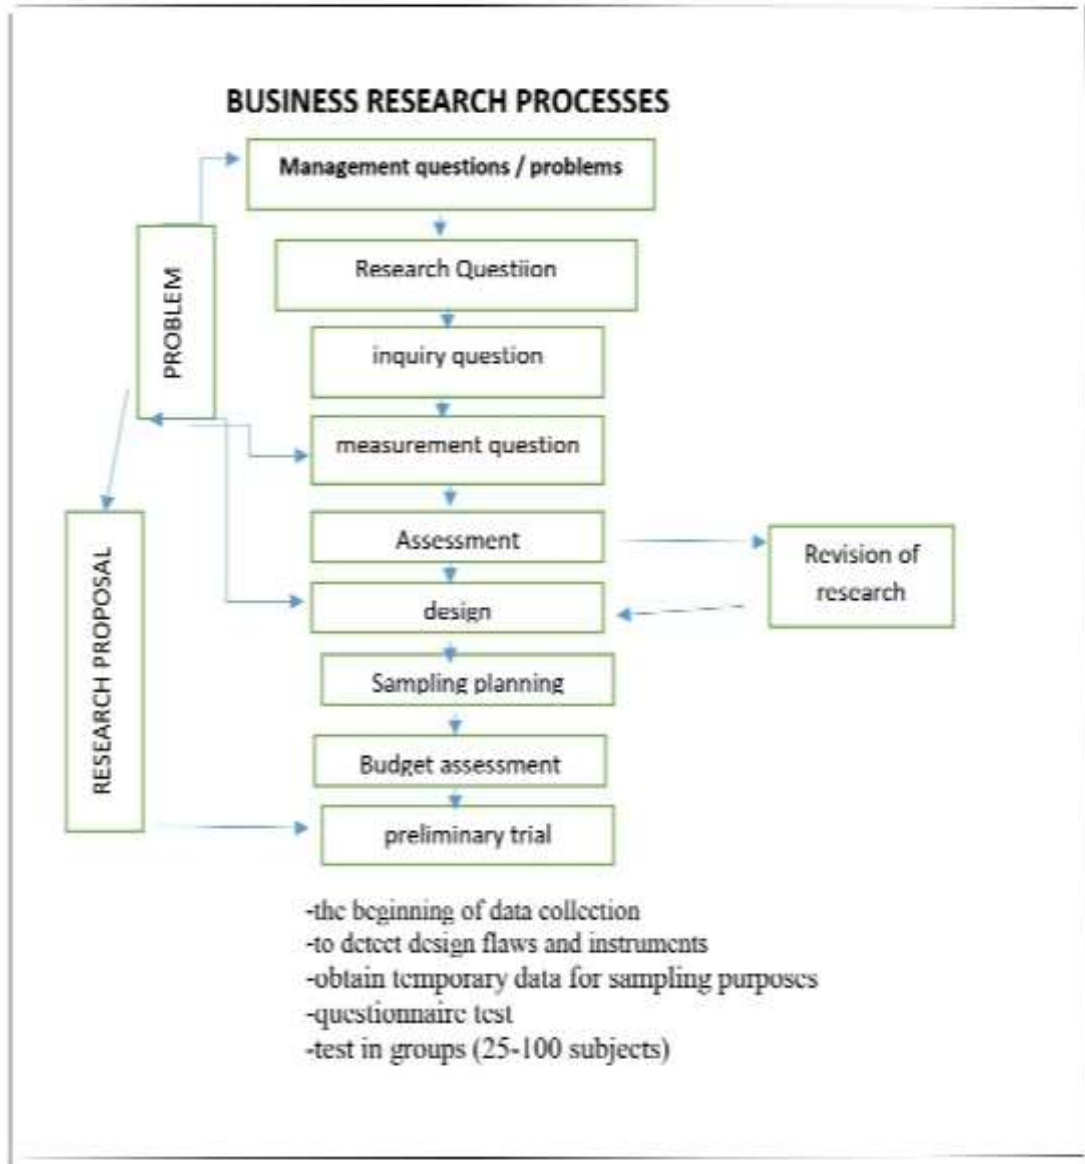 BUSINESS RESEARCH PROCESSES
Management questions / problems
Research Questiion
inquiry question
measurement question
Assessment
design
Sampling planning
Budget assessment
preliminary trial
PROBLEM
RESEARCH PROPOSAL
Revision of
research
-the beginning of data collection
-to detect design flaws and instruments
-obtain temporary data for sampling purposes
-questionnaire test
-test in groups (25-100 subjects)